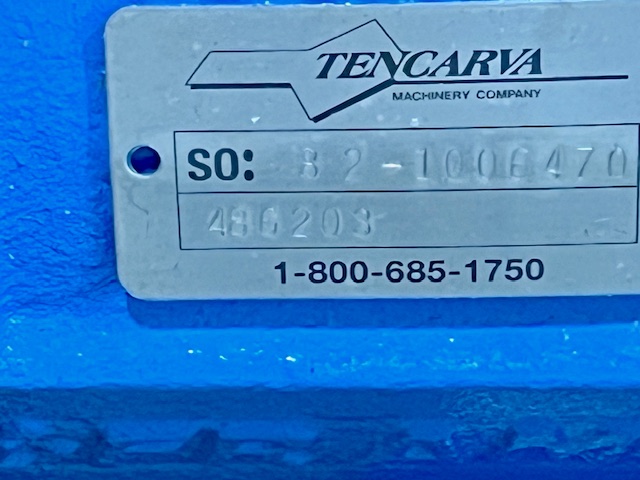 TENCARVA
MACHINERY COMPANY
SO: 82-1006470
486203
1-800-685-1750